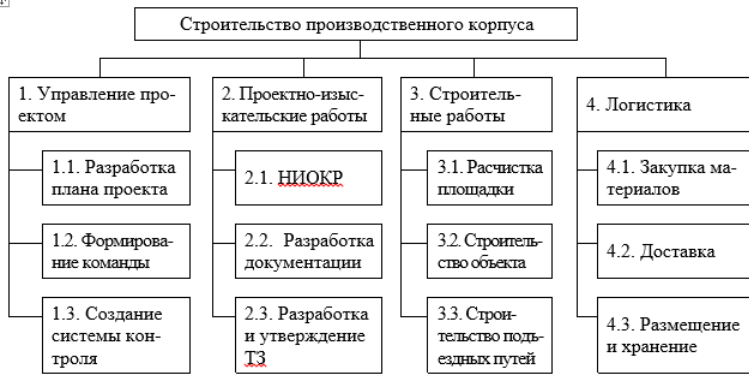 Строительство производственного корпуса
1. Управление про-
ектом
2. Проектно-изыс-
кательские работы
3. Строитель-
ные работы
4. Логистика
1.1. Разработка
плана проекта
2.1. НИОКР
3.1. Расчистка
площадки
4.1. Закупка ма-
териалов
1.2. Формирова-
ние команды
2.2. Разработка
документации
3.2. Строитель-
ство объекта
4.2. Доставка
1.3. Создание
системы кон-
троля
2.3. Разработка
и утверждение
ТЗ
3.3. Строи-
тельство подъ-
ездных путей
4.3. Размещение
и хранение